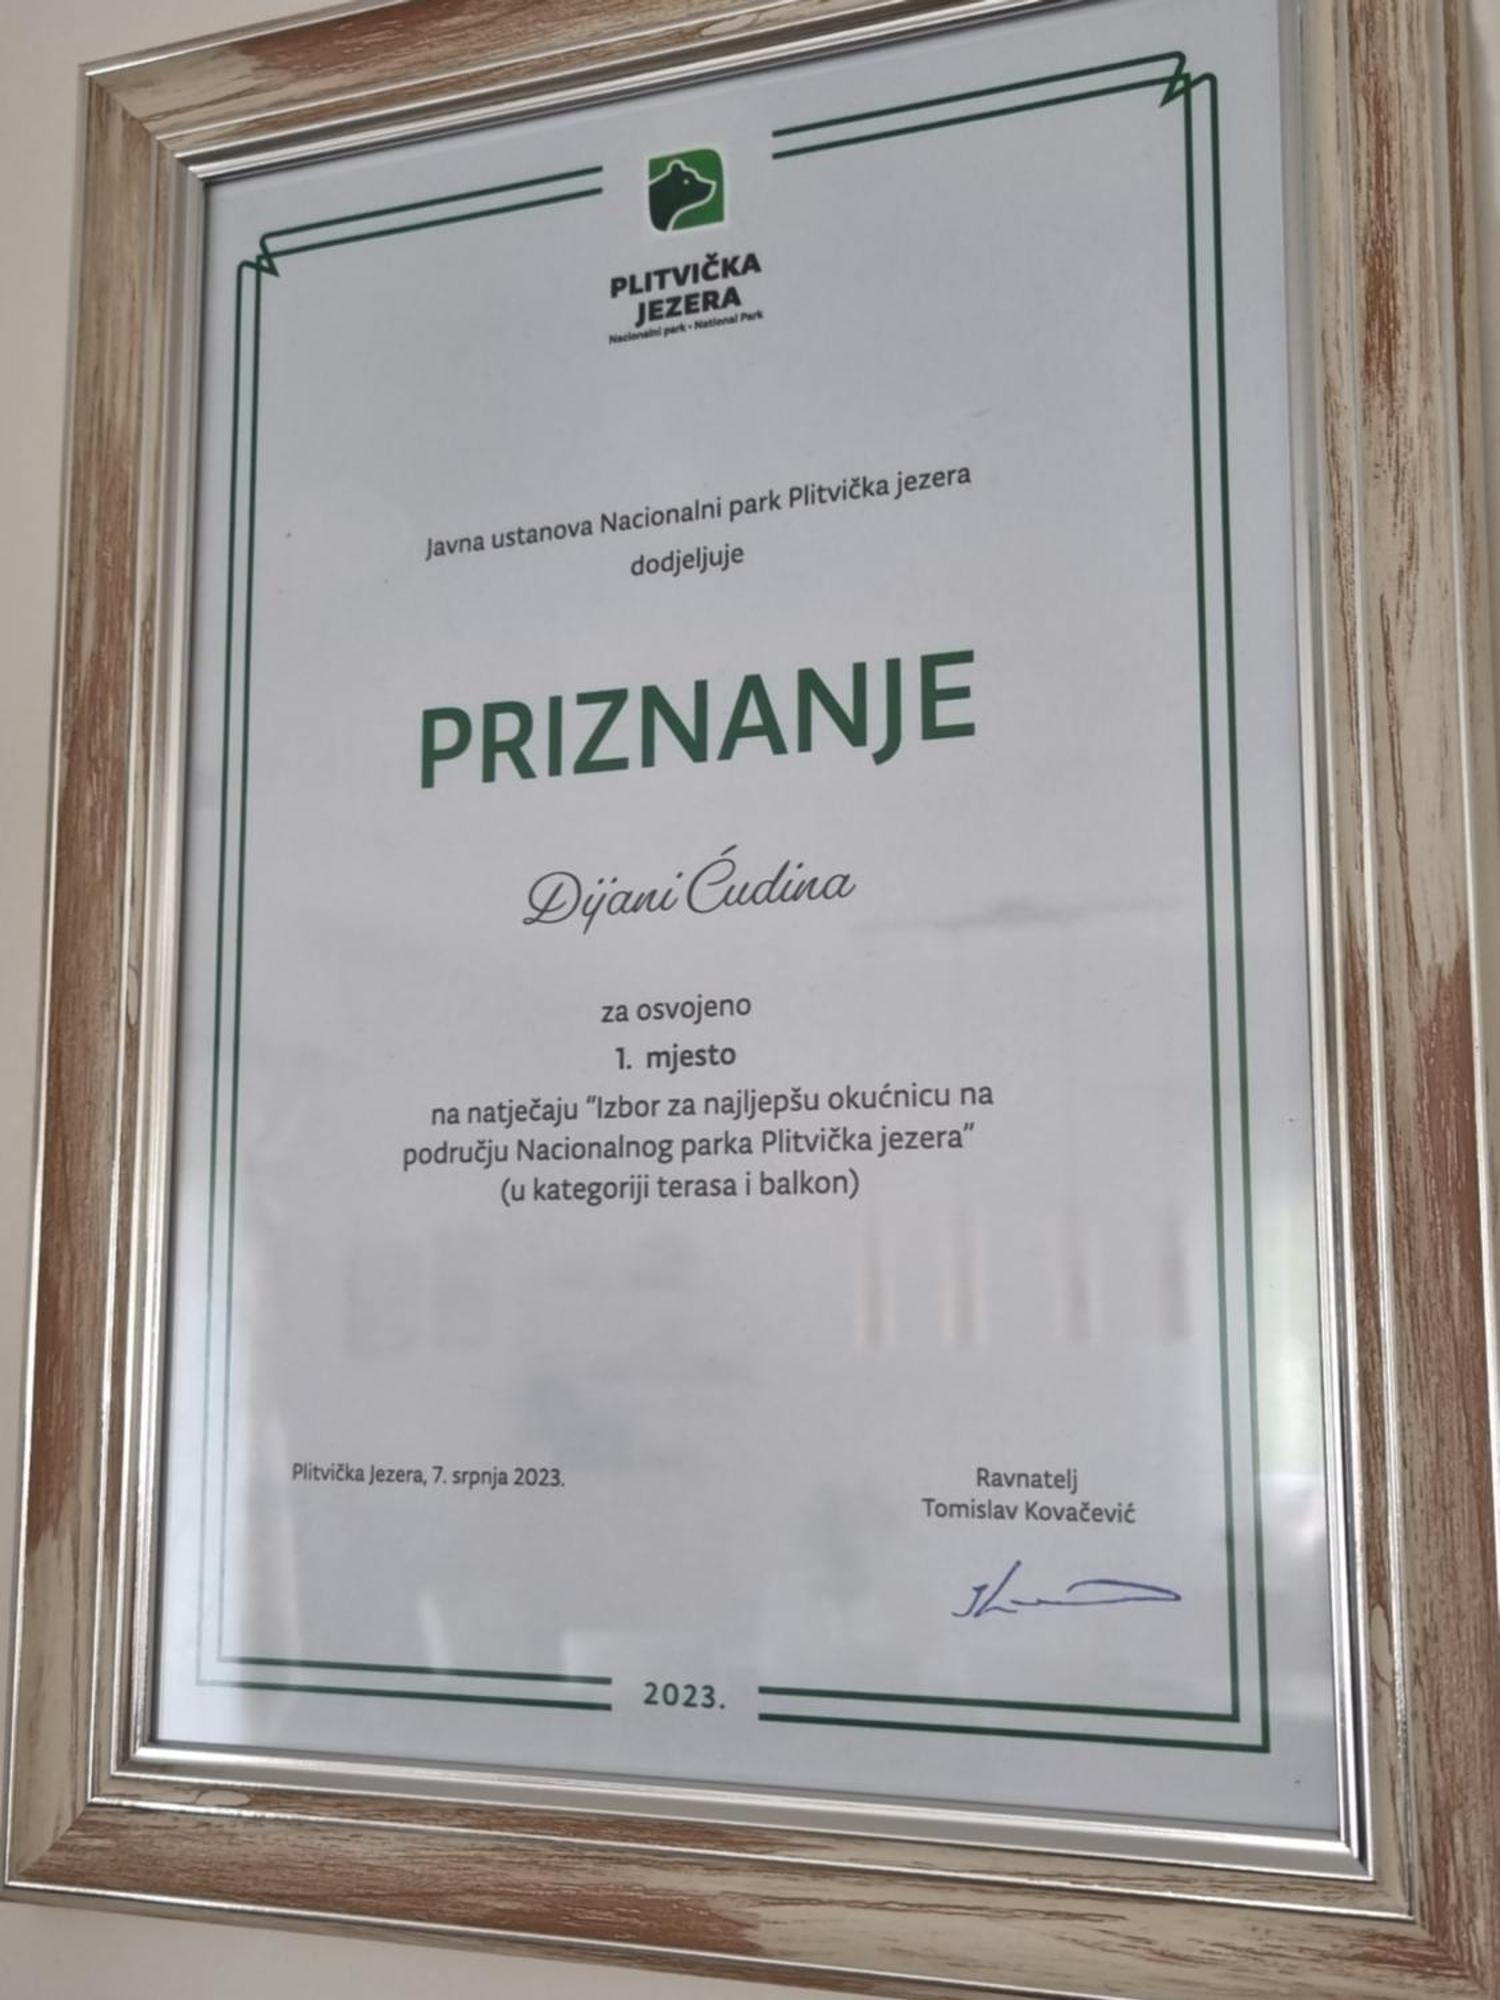 PLITVIČKA
JEZERA
Nacionalni park • National Park
Javna ustanova Nacionalni park Plitvička jezera
dodjeljuje
PRIZNANJE
Dijani Ćudina
za osvojeno
1. mjesto
na natječaju “Izbor za najljepšu okućnicu na
području Nacionalnog parka Plitvička jezera”
(u kategoriji terasa i balkon)
Plitvička Jezera, 7. srpnja 2023.
Ravnatelj
Tomislav Kovačević
2023.